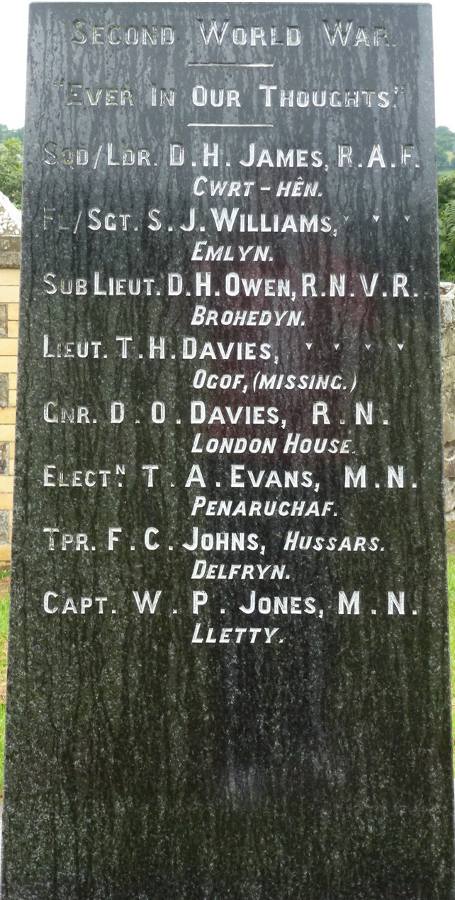 SECOND WORLD WAR.
"EVER IN OUR THOUGHTS."
SQD/LDR. D. H. JAMES, R. A. F.
CWRT-HÊN.
FL/SGT. S. J. WILLIAMS, " " "
EMLYN.
SUB LIEUT. D. H. OWEN, R. N. V. R.
BROHEDYN.
LIEUT. T. H. DAVIES, " " " "
OGOF, (MISSING.)
GNR. D. O. DAVIES, R. N.
LONDON HOUSE.
ELECTN. T. A. EVANS, M. N.
PENARUCHAF.
TPR. F. C. JOHNS, HUSSARS.
DELFRYN.
CAPT. W. P. JONES, M. N.
LLETTY.